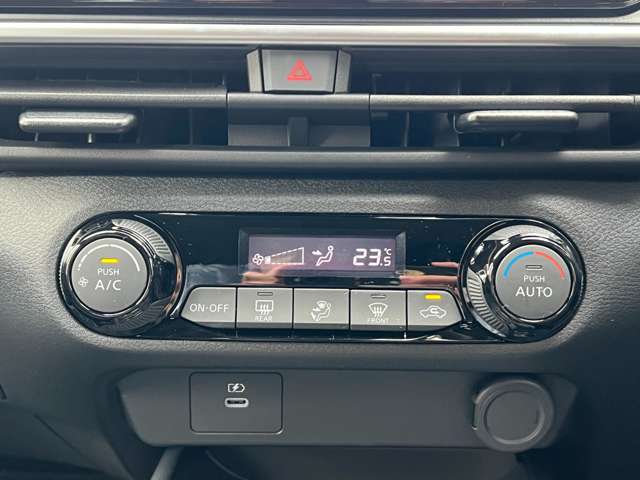 23.5 °C
PUSH
A/C
PUSH
AUTO
ON·OFF
REAR
FRONT